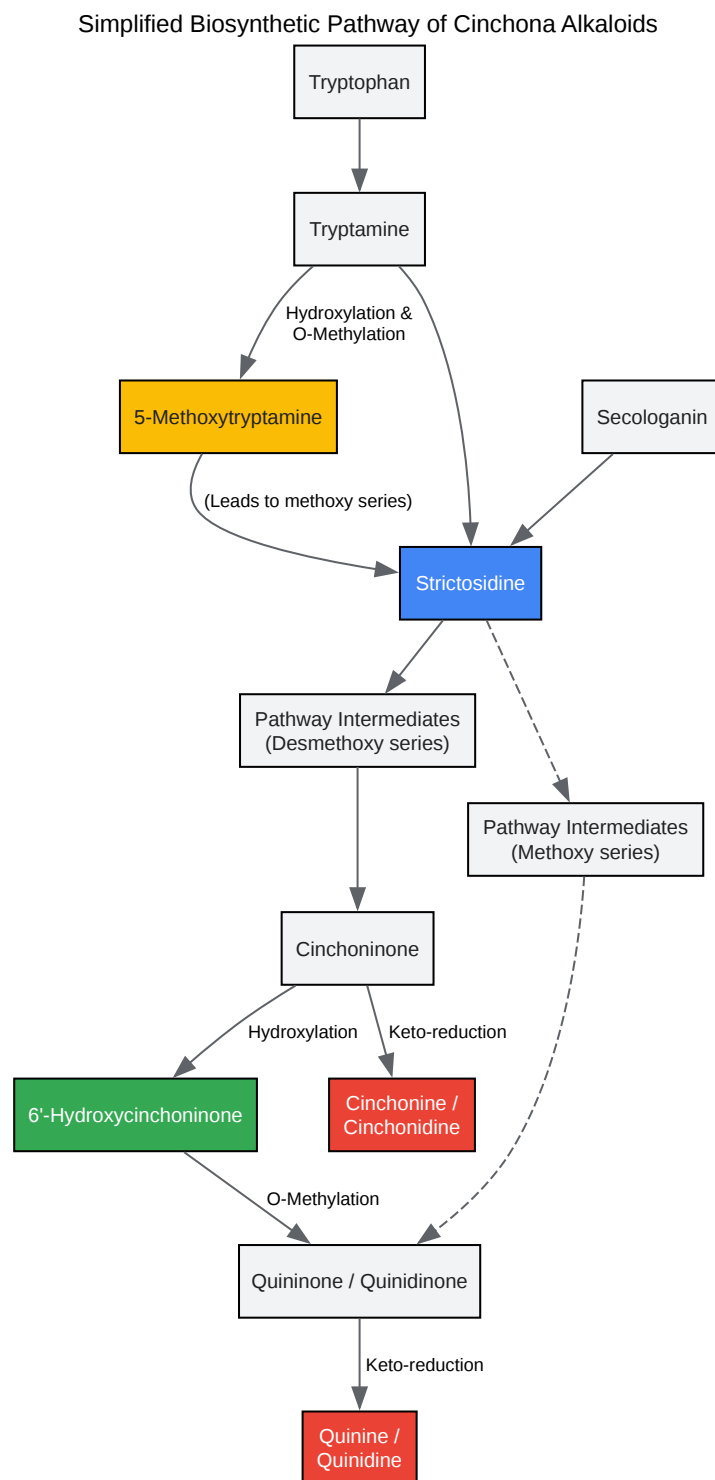 Simplified Biosynthetic Pathway of Cinchona Alkaloids
Tryptophan
Tryptamine
Hydroxylation &
O-Methylation
5-Methoxytryptamine
Secologanin
(Leads to methoxy series)
Strictosidine
Pathway Intermediates
(Desmethoxy series)
Pathway Intermediates
(Methoxy series)
Cinchoninone
Hydroxylation
Keto-reduction
6'-Hydroxycinchoninone
Cinchonine /
Cinchonidine
O-Methylation
Quininone / Quinidinone
Keto-reduction
Quinine /
Quinidine